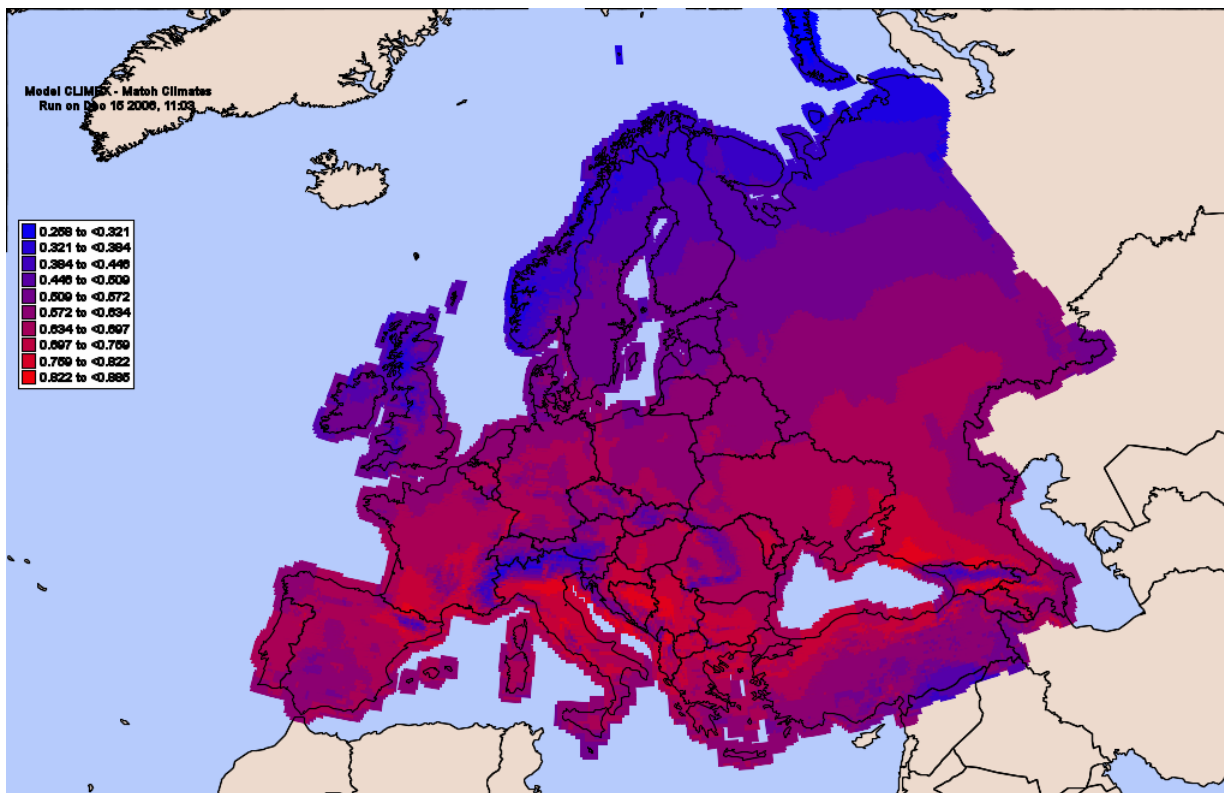 Model CLIMEX - Match Climates
Run on Dec 15 2006, 11:03
0.258 to <0.321
0.321 to <0.384
0.384 to <0.446
0.446 to <0.509
0.509 to <0.572
0.572 to <0.634
0.634 to <0.697
0.697 to <0.759
0.759 to <0.822
0.822 to <0.885